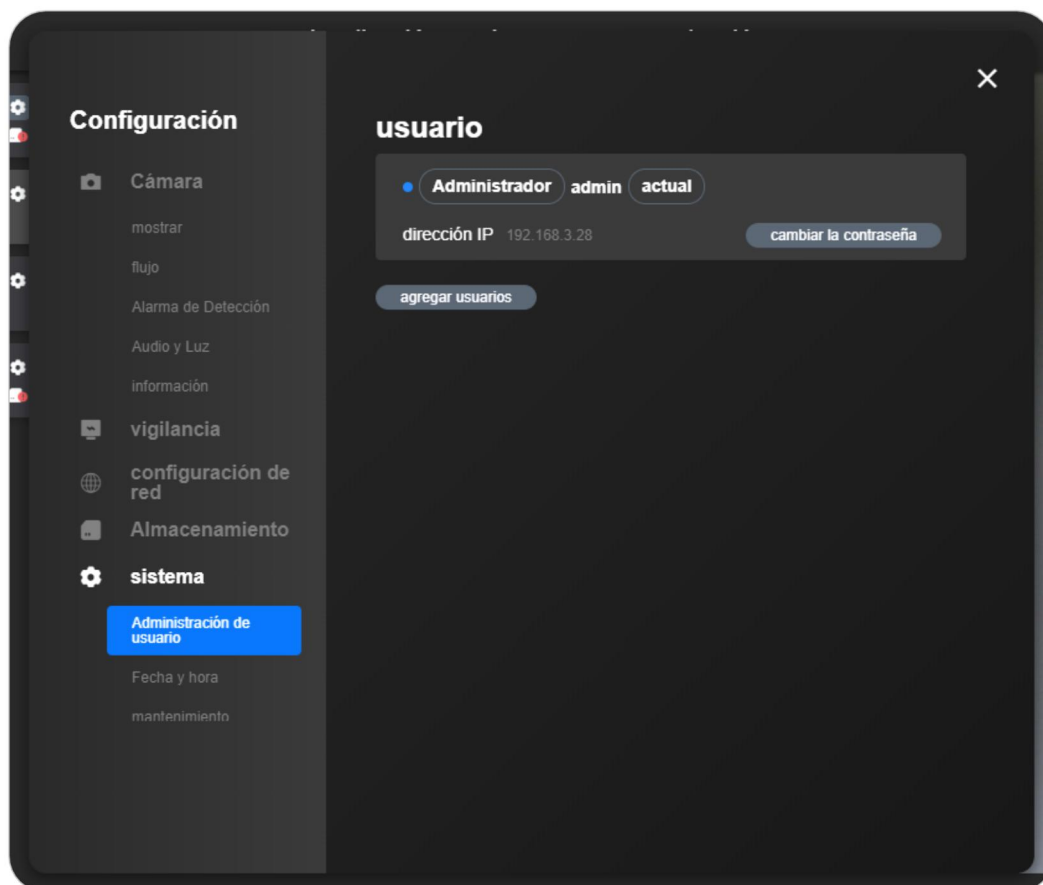 Configuración
Cámara
mostrar
flujo
Alarma de Detección
Audio y Luz
información
vigilancia
configuración de
red
Almacenamiento
sistema
Administración de
usuario
Fecha y hora
mantenimiento
usuario
Administrador admin actual
dirección IP 192.168.3.28 cambiar la contraseña
agregar usuarios